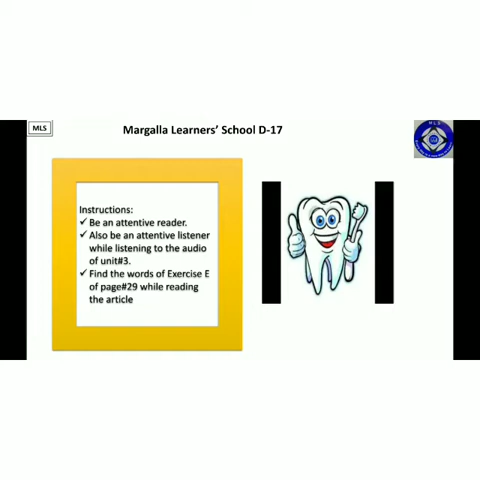 MLS
Margalla Learners’ School D-17
MLS
Instructions:
✓ Be an attentive reader.
✓ Also be an attentive listener
while listening to the audio
of unit#3.
✓ Find the words of Exercise E
of page#29 while reading
the article